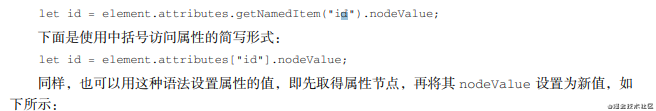 let id = element.attributes.getNamedItem("id").nodeValue;
下面是使用中括号访问属性的简写形式：
let id = element.attributes["id"].nodeValue;
同样，也可以用这种语法设置属性的值，即先取得属性节点，再将其 nodeValue 设置为新值，如
下所示：
@稀土掘金技术社区